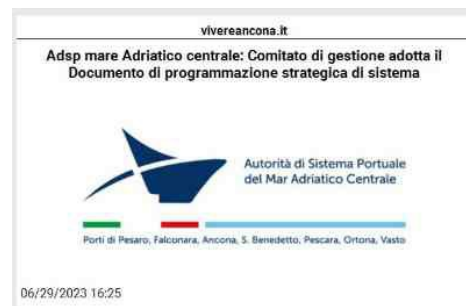 vivereancona.it
Adsp mare Adriatico centrale: Comitato di gestione adotta il
Documento di programmazione strategica di sistema
Autorità di Sistema Portuale
del Mar Adriatico Centrale
Porti di Pesaro, Falconara, Ancona, S. Benedetto, Pescara, Ortona, Vasto
06/29/2023 16:25